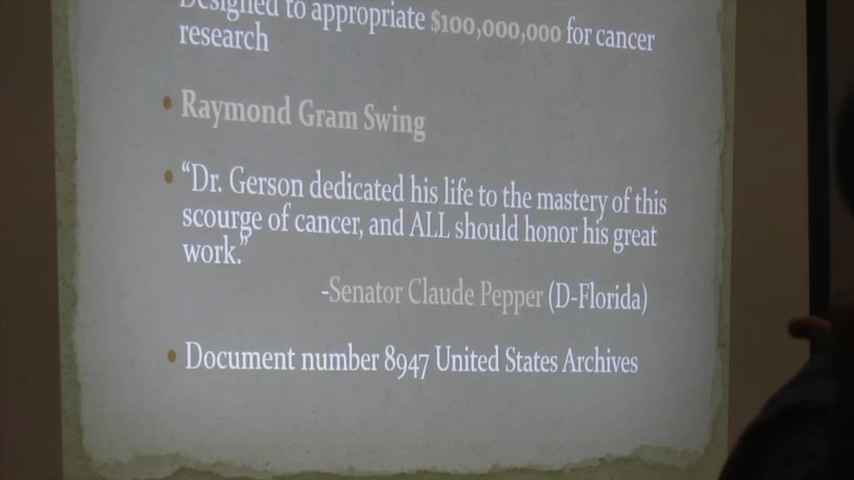 Designed to appropriate $100,000,000 for cancer
research
• Raymond Gram Swing
• “Dr. Gerson dedicated his life to the mastery of this
scourge of cancer, and ALL should honor his great
work.”
-Senator Claude Pepper (D-Florida)
• Document number 8947 United States Archives